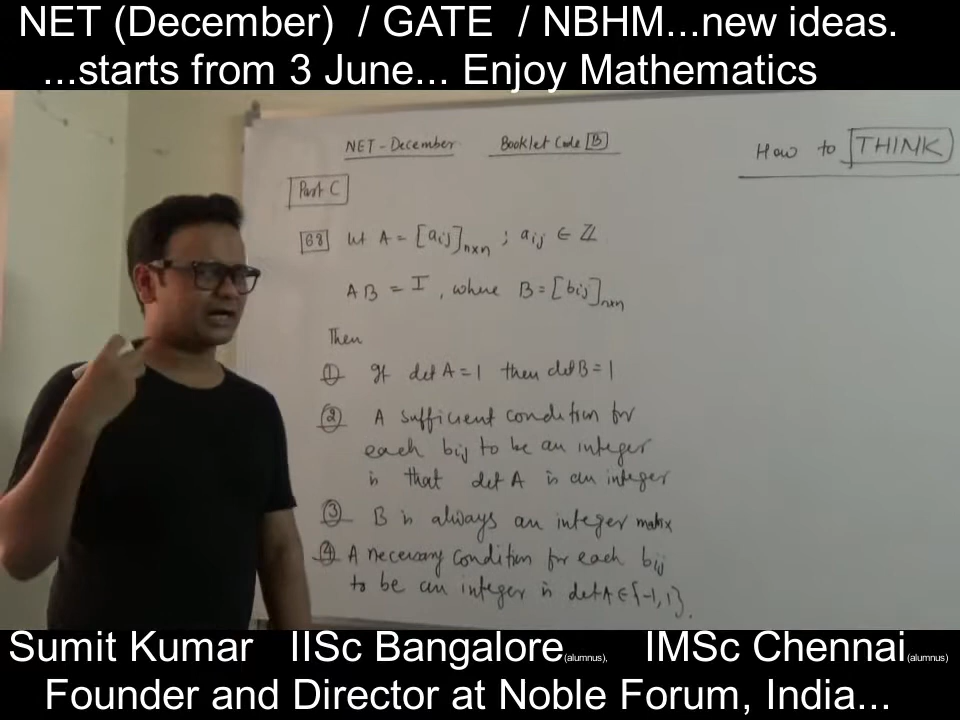 NET (December) / GATE / NBHM...new ideas.
...starts from 3 June... Enjoy Mathematics
NET - December Booklet Code B
How to THINK
Part C
68 Let A = [aij]n×n ; aij ∈ ℤ
AB = I, where B = [bij]n×n
Then
① If det A = 1 then det B = 1
② A sufficient condition for
each bij to be an integer
is that det A is an integer
③ B is always an integer matrix
④ A necessary condition for each bij
to be an integer is det A ∈ {-1, 1}.
Sumit Kumar IISc Bangalore(alumnus), IMSc Chennai(alumnus)
Founder and Director at Noble Forum, India...